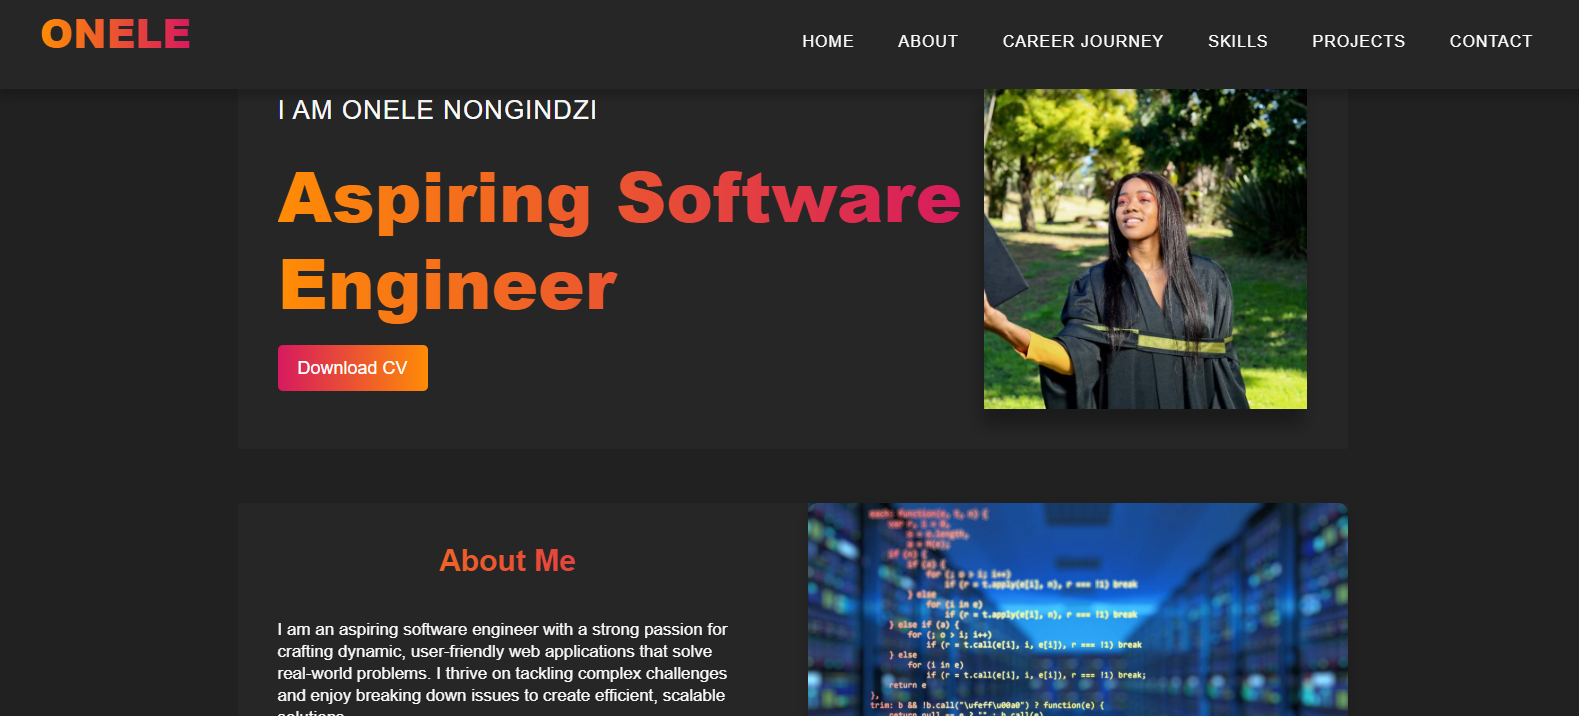 ONELE
HOME ABOUT CAREER JOURNEY SKILLS PROJECTS CONTACT
I AM ONELE NONGINDZI
Aspiring Software
Engineer
Download CV
About Me
I am an aspiring software engineer with a strong passion for
crafting dynamic, user-friendly web applications that solve
real-world problems. I thrive on tackling complex challenges
and enjoy breaking down issues to create efficient, scalable
solutions
each: function(e, t, n) {
var r, i = 0,
o = e.length,
a = M(e);
if (n) {
if (a) {
for (; o > i; i++)
if (r = t.apply(e[i], n), r === !1) break
} else
for (i in e)
if (r = t.apply(e[i], n), r === !1) break
} else if (a) {
for (; o > i; i++)
if (r = t.call(e[i], i, e[i]), r === !1) break
} else
for (i in e)
if (r = t.call(e[i], i, e[i]), r === !1) break;
return e
},
trim: b && !b.call("\ufeff\u00a0") ? function(e) {
return null == e ? "" : b.call(e)